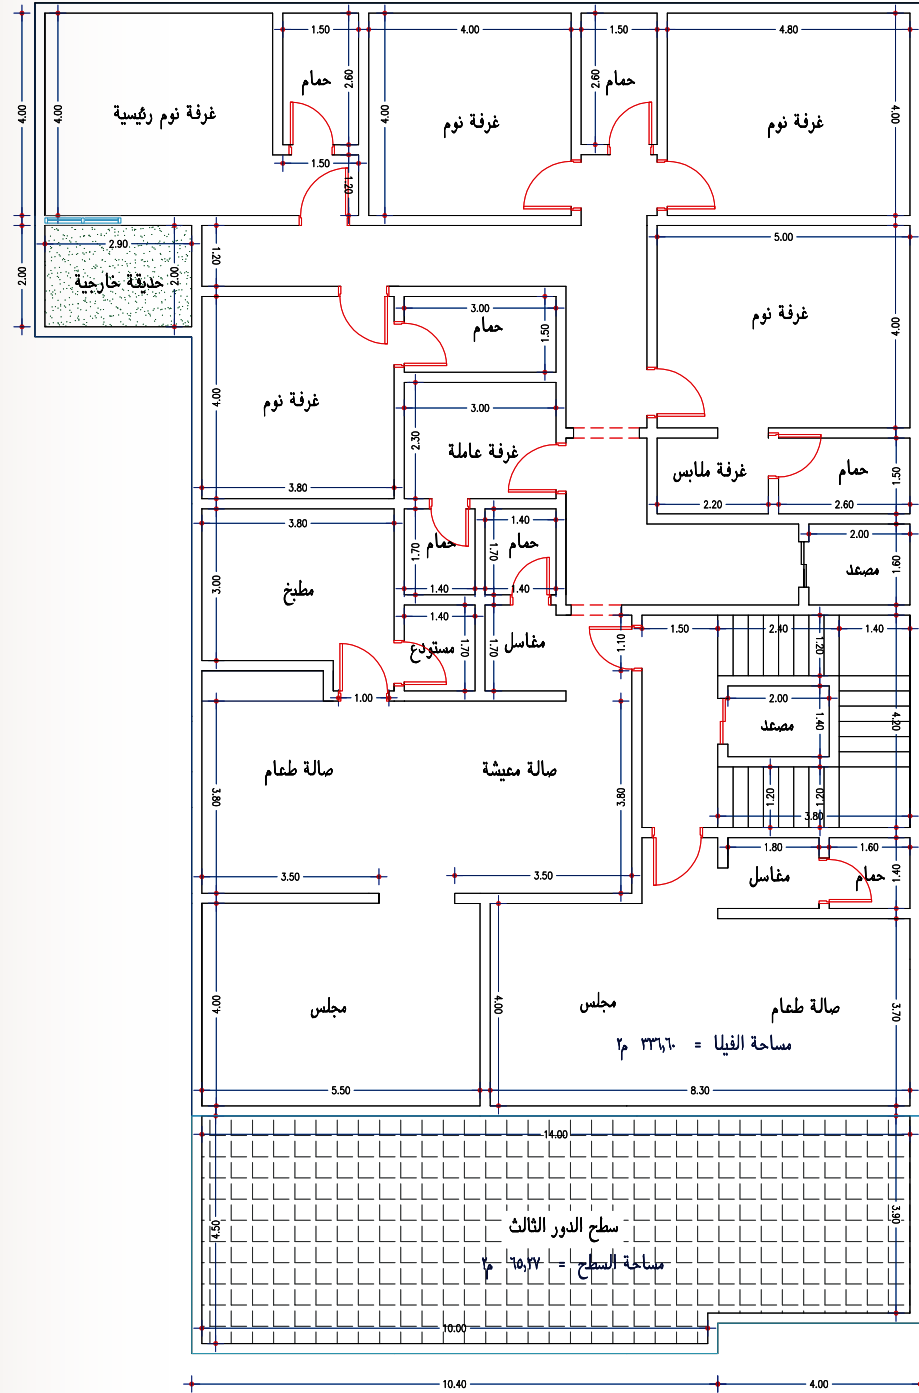 1.50
4.00
1.50
4.80
4.00
4.00
2.60
4.00
2.60
4.00
حمام
حمام
غرفة نوم رئيسية
غرفة نوم
غرفة نوم
1.50
1.20
2.90
5.00
2.00
1.20
2.00
حديقة خارجية
3.00
1.50
حمام
غرفة نوم
4.00
4.00
غرفة نوم
3.00
2.30
غرفة عاملة
غرفة ملابس
حمام
1.50
3.80
2.20
2.60
3.80
1.40
2.00
1.70
حمام
1.70
حمام
مصعد
1.60
3.00
مطبخ
1.40
1.40
1.40
مستودع
1.70
1.70
مغاسل
1.10
1.50
2.40
1.20
1.40
1.00
2.00
مصعد
1.40
4.20
صالة طعام
صالة معيشة
3.80
3.80
1.20
1.20
3.80
3.50
3.50
1.80
1.60
مغاسل
حمام
1.40
مجلس
4.00
4.00
مجلس
صالة طعام
3.70
مساحة الفيلا = ٣٣٦,٦٠ م٢
5.50
8.30
14.00
4.50
3.90
سطح الدور الثالث
مساحة السطح = ٦٥,٢٧ م٢
10.00
10.40
4.00